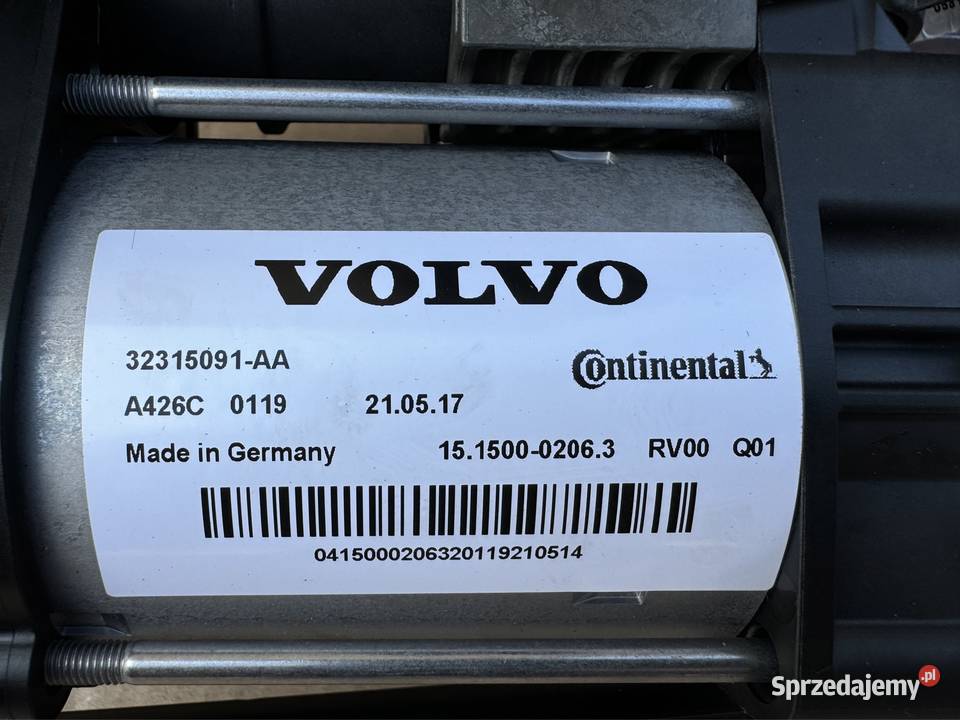 VOLVO
32315091-AA
Continental
A426C 0119 21.05.17
Made in Germany 15.1500-0206.3 RV00 Q01
0415000206320119210514
Sprzedajemy.pl